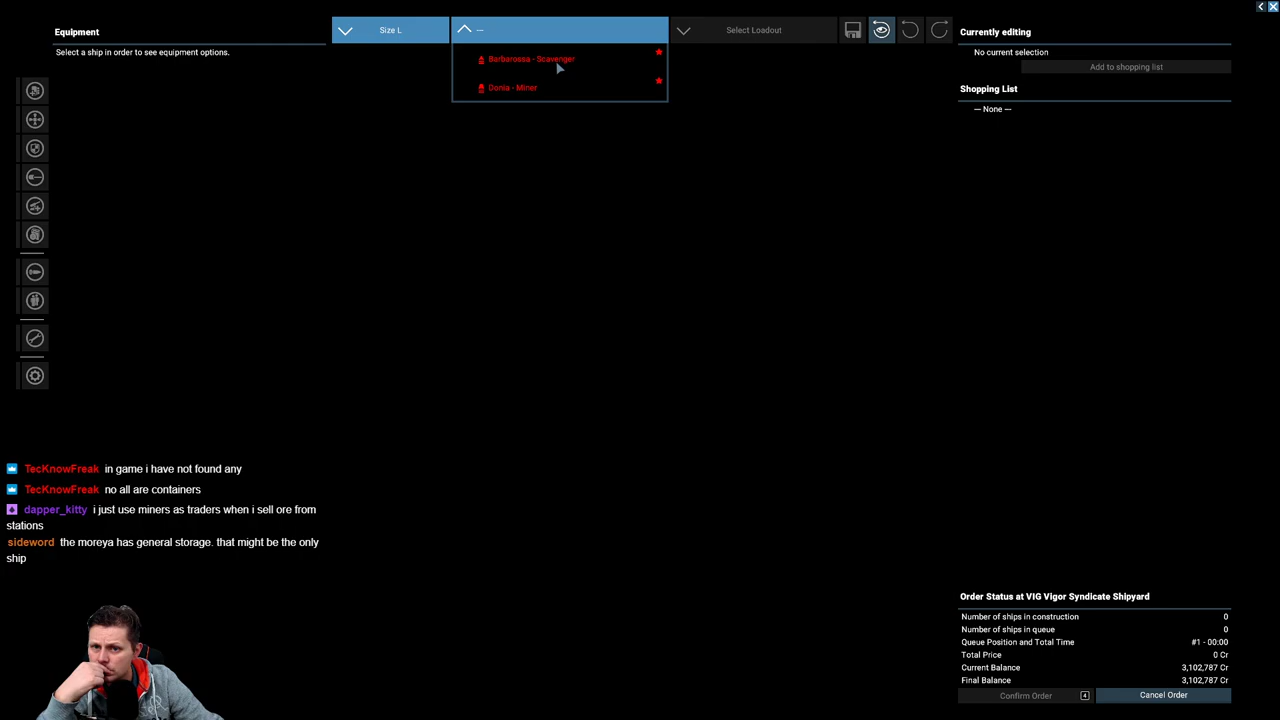 Equipment
Select a ship in order to see equipment options.
Size L
—
Select Loadout
Barbarossa - Scavenger
Donia - Miner
Currently editing
No current selection
Add to shopping list
Shopping List
— None —
TecKnowFreak in game i have not found any
TecKnowFreak no all are containers
dapper_kitty i just use miners as traders when i sell ore from
stations
sideword the moreya has general storage. that might be the only
ship
Order Status at VIG Vigor Syndicate Shipyard
Number of ships in construction 0
Number of ships in queue 0
Queue Position and Total Time #1 - 00:00
Total Price 0 Cr
Current Balance 3,102,787 Cr
Final Balance 3,102,787 Cr
Confirm Order 4 Cancel Order